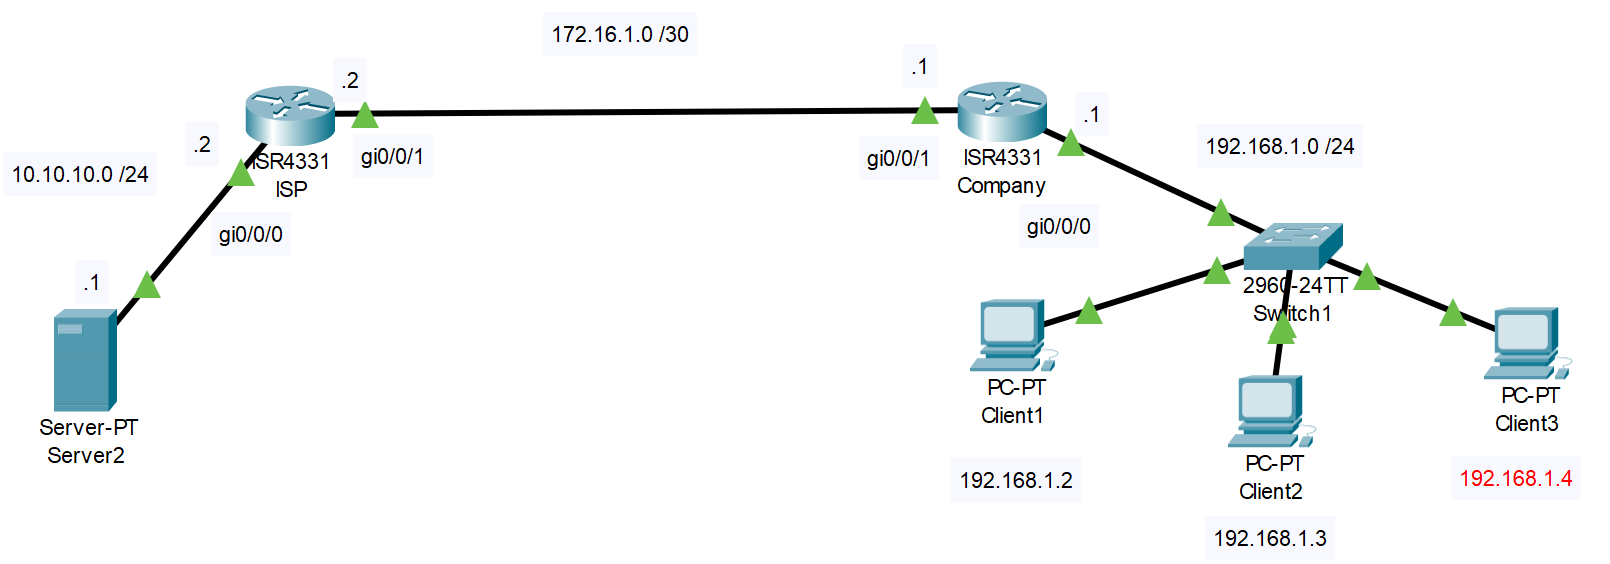 172.16.1.0 /30
.2
.1
.1
ISR4331
ISP
gi0/0/1
gi0/0/1
ISR4331
Company
192.168.1.0 /24
.2
10.10.10.0 /24
gi0/0/0
gi0/0/0
.1
2960-24TT
Switch1
Server-PT
Server2
PC-PT
Client1
192.168.1.2
PC-PT
Client2
192.168.1.3
PC-PT
Client3
192.168.1.4